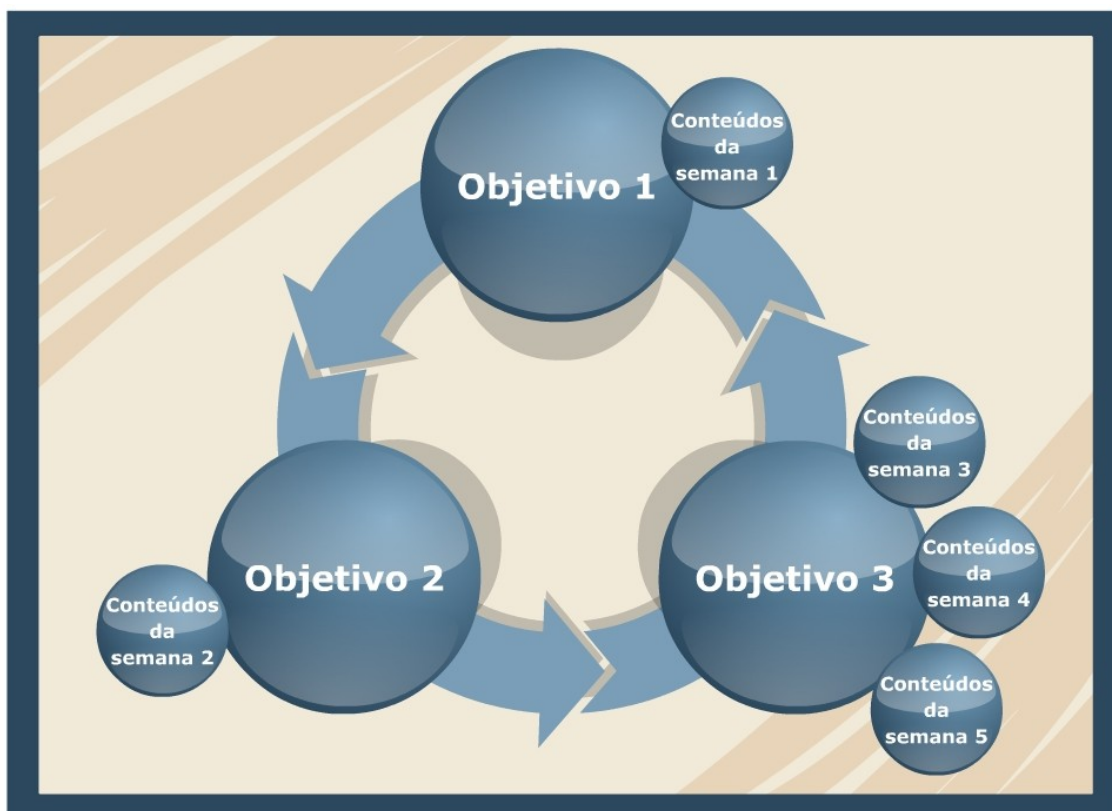 Objetivo 1
Conteúdos
da
semana 1
Objetivo 2
Conteúdos
da
semana 2
Objetivo 3
Conteúdos
da
semana 3
Conteúdos
da
semana 4
Conteúdos
da
semana 5